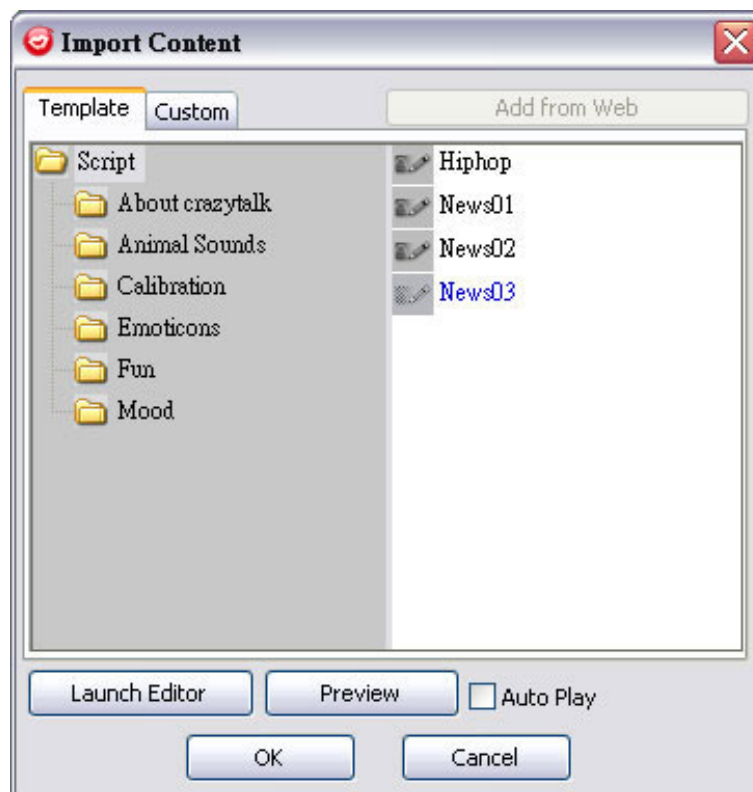 Import Content
Template
Custom
Add from Web
Script
About crazytalk
Animal Sounds
Calibration
Emoticons
Fun
Mood
Hiphop
News01
News02
News03
Launch Editor
Preview
Auto Play
OK
Cancel